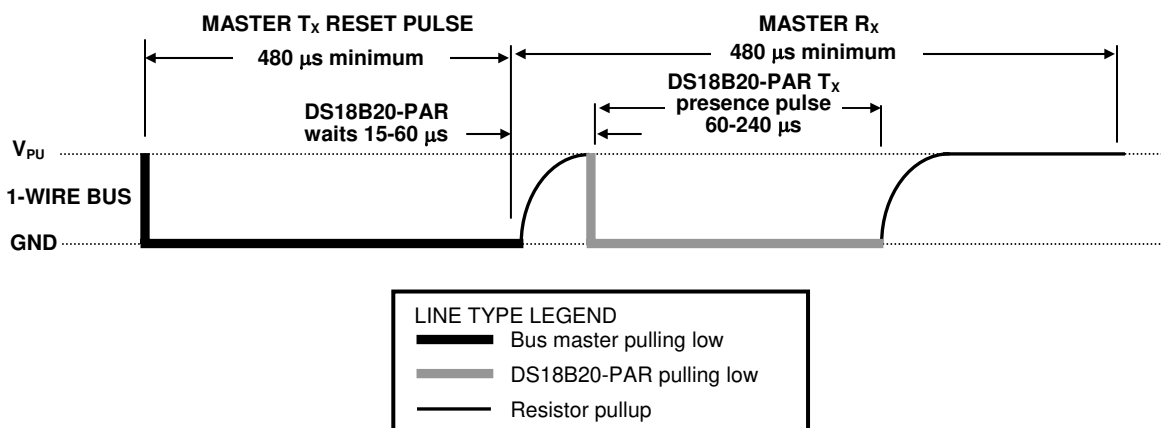 MASTER TX RESET PULSE
MASTER RX
480 μs minimum
480 μs minimum
DS18B20-PAR TX
presence pulse
60-240 μs
DS18B20-PAR
waits 15-60 μs
VPU
1-WIRE BUS
GND
LINE TYPE LEGEND
Bus master pulling low
DS18B20-PAR pulling low
Resistor pullup